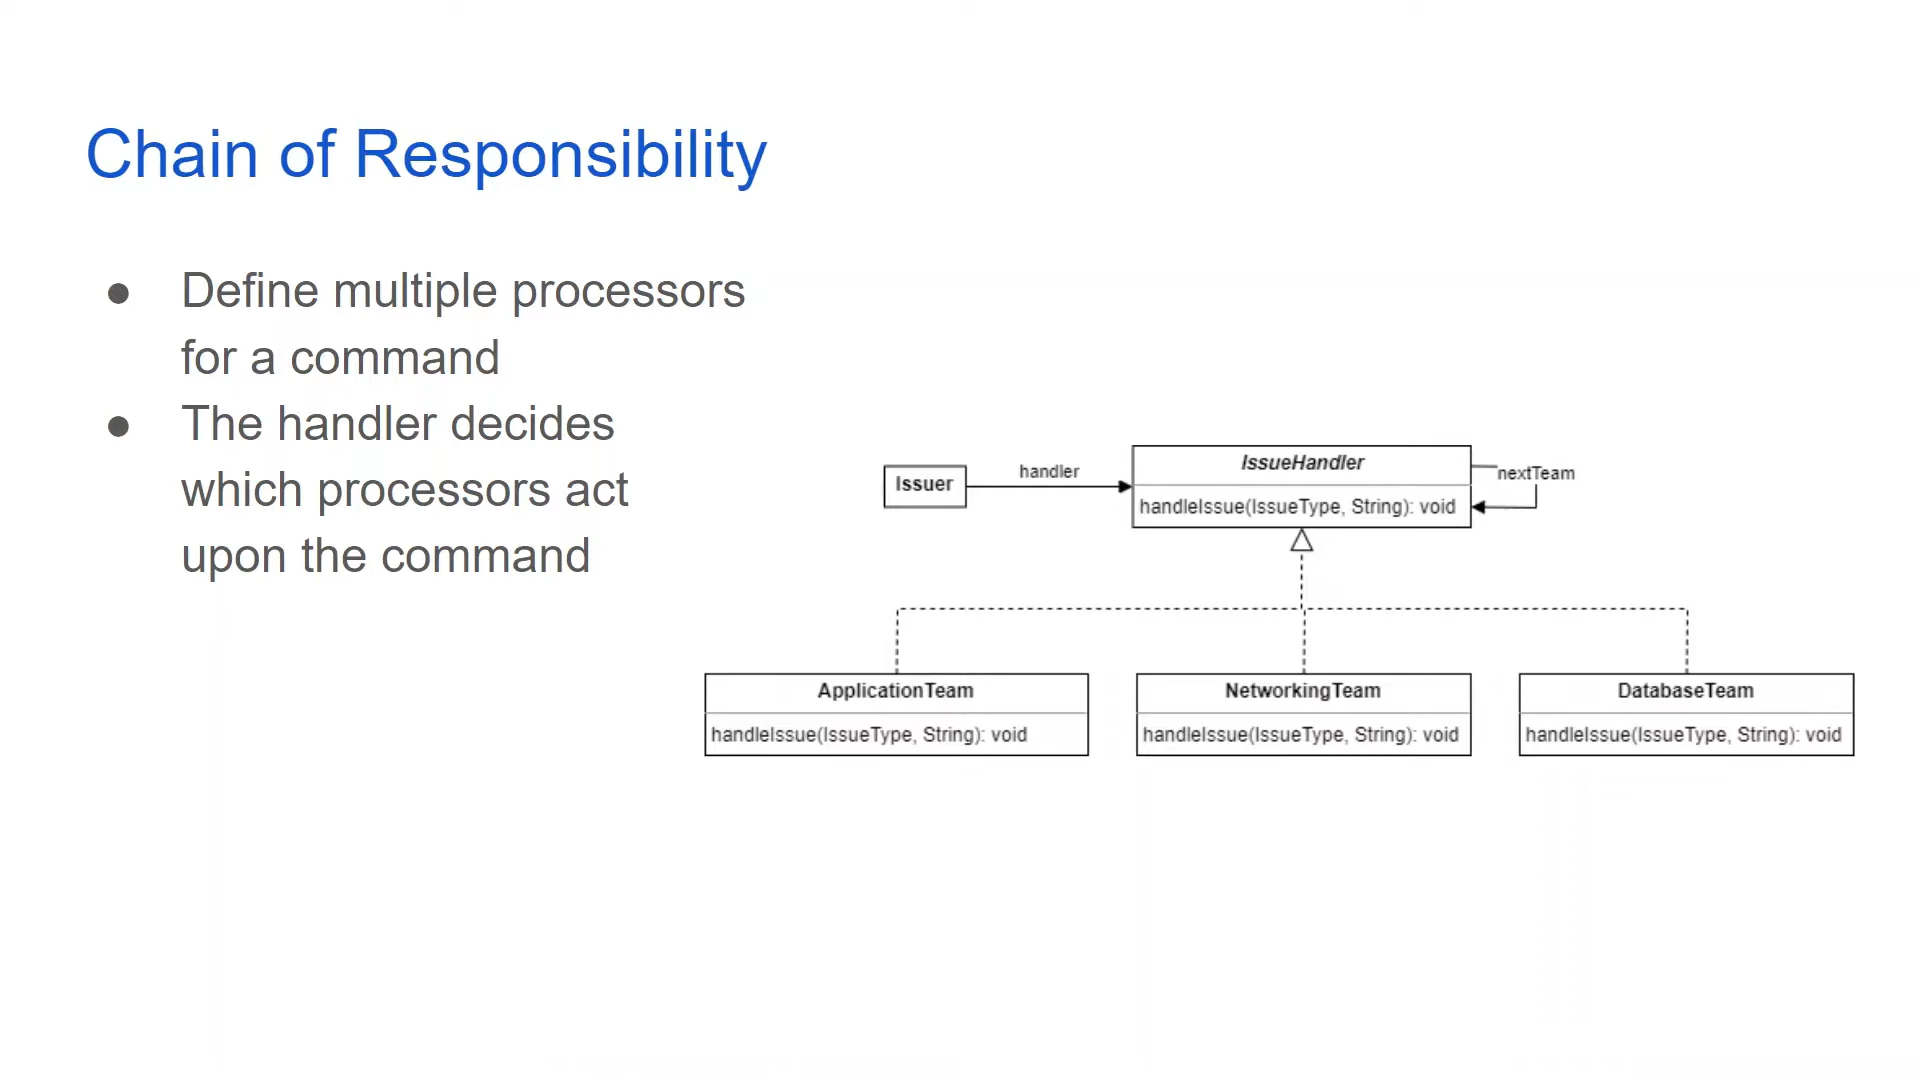 Chain of Responsibility
● Define multiple processors
for a command
● The handler decides
which processors act
upon the command
Issuer
handler
IssueHandler
handleIssue(IssueType, String): void
nextTeam
ApplicationTeam
handleIssue(IssueType, String): void
NetworkingTeam
handleIssue(IssueType, String): void
DatabaseTeam
handleIssue(IssueType, String): void